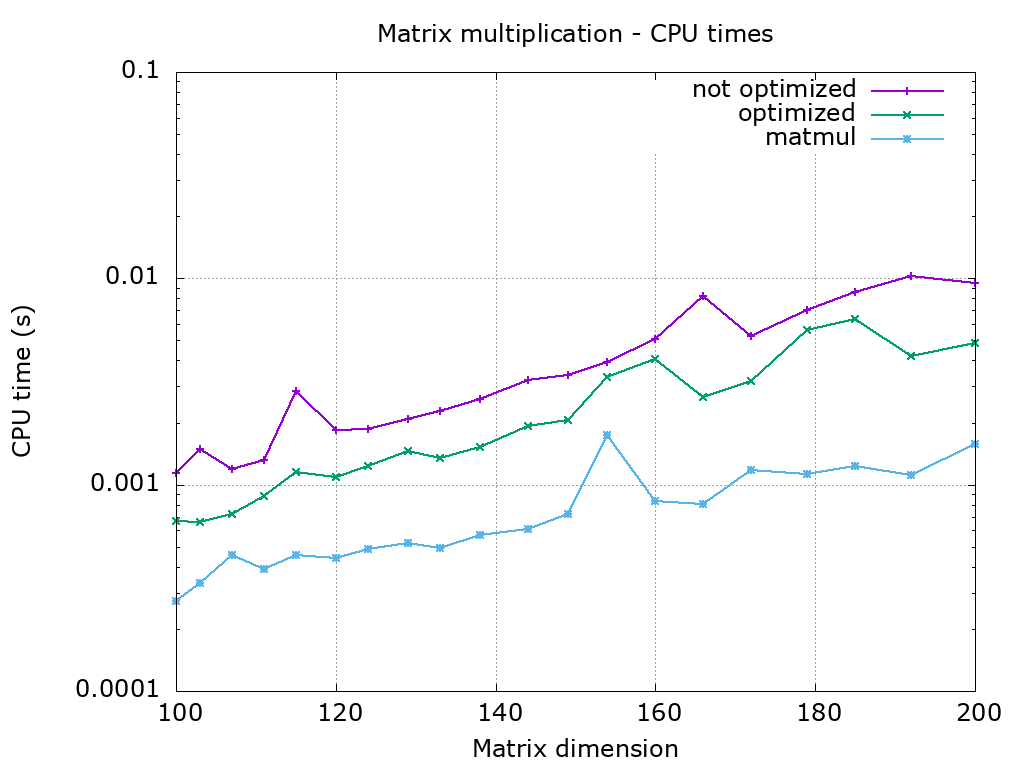 Matrix multiplication - CPU times
0.1
0.01
0.001
0.0001
CPU time (s)
not optimized
optimized
matmul
100 120 140 160 180 200
Matrix dimension